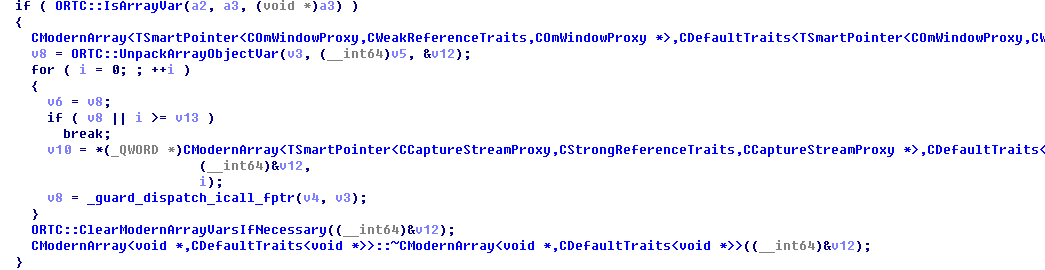 if ( ORTC::IsArrayVar(a2, a3, (void *)a3) )
{
CModernArray<TSmartPointer<COmWindowProxy,CWeakReferenceTraits,COmWindowProxy *>,CDefaultTraits<TSmartPointer<COmWindowProxy,CW
v8 = ORTC::UnpackArrayObjectVar(v3, (__int64)v5, &v12);
for ( i = 0; ; ++i )
{
v6 = v8;
if ( v8 || i >= v13 )
break;
v10 = *(_QWORD *)CModernArray<TSmartPointer<CCaptureStreamProxy,CStrongReferenceTraits,CCaptureStreamProxy *>,CDefaultTraits<
(__int64)&v12,
i);
v8 = _guard_dispatch_icall_fptr(v4, v3);
}
ORTC::ClearModernArrayVarsIfNecessary((__int64)&v12);
CModernArray<void *,CDefaultTraits<void *>>::~CModernArray<void *,CDefaultTraits<void *>>((__int64)&v12);
}